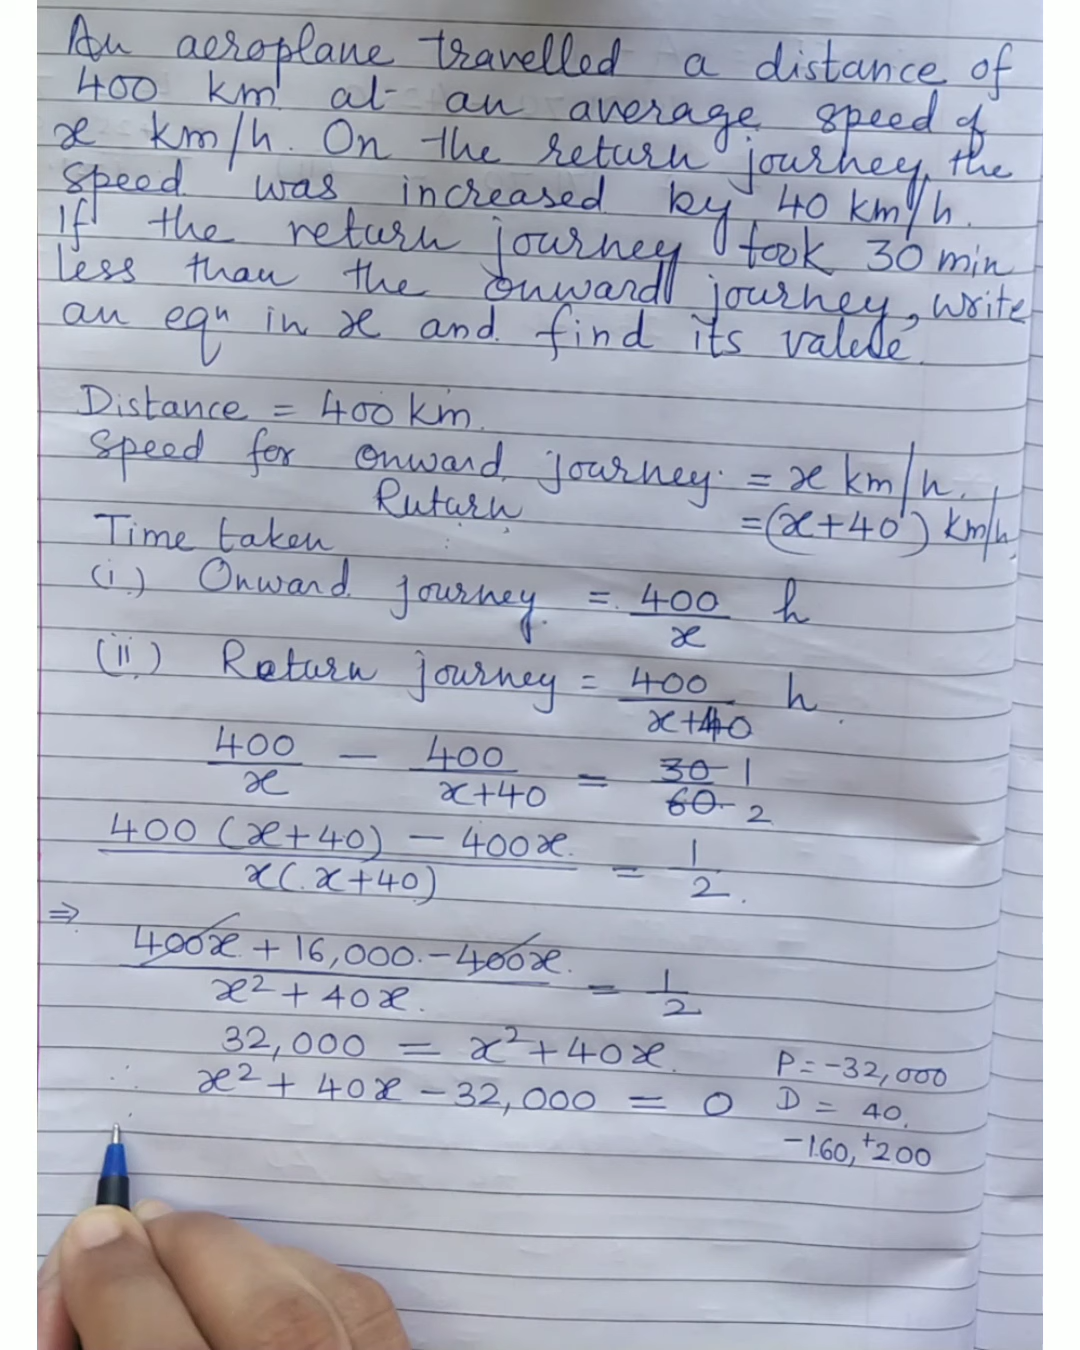 An aeroplane travelled a distance of
400 km at an average speed of
x km/h. On the return journey, the
speed was increased by 40 km/h.
If the return journey took 30 min
less than the onward journey, write
an eqn in x and find its value.
Distance = 400 km.
Speed for onward journey = x km/h.
Return = (x+40) km/h.
Time taken
(i.) Onward journey = 400/x h
(ii.) Return journey = 400/x+40 h.
400/x - 400/x+40 = 30/60 1/2
400(x+40) - 400x/x(x+40) = 1/2.
⇒ 400x + 16,000 - 400x/x² + 40x = 1/2
32,000 = x² + 40x. P = -32,000
∴ x² + 40x - 32,000 = 0 D = 40.
-160, +200